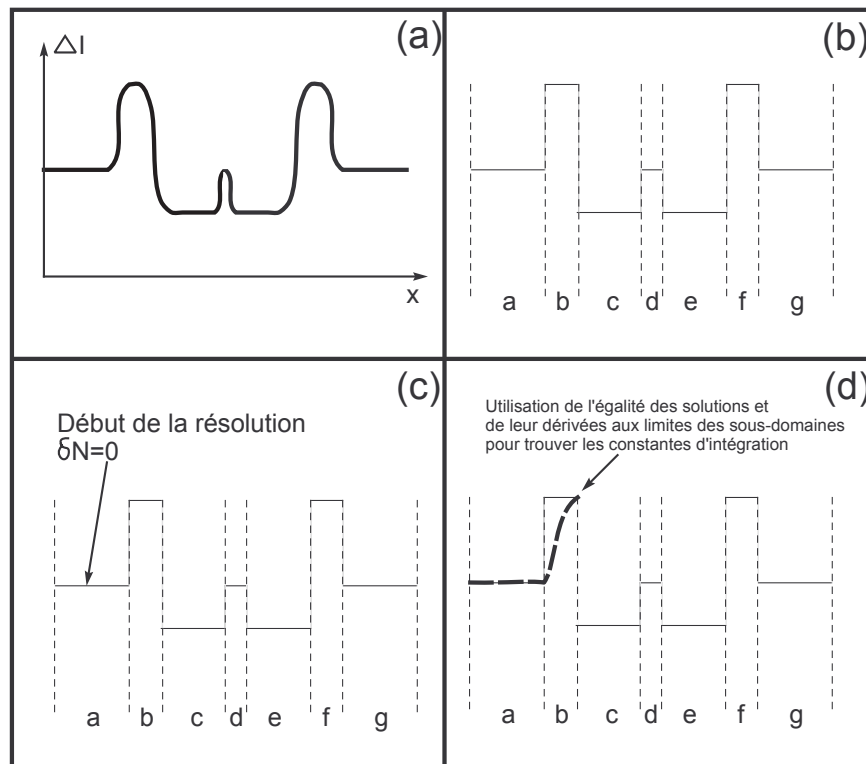 (a)
ΔI
x
(b)
a b c d e f g
(c)
Début de la résolution
δN=0
a b c d e f g
(d)
Utilisation de l'égalité des solutions et
de leur dérivées aux limites des sous-domaines
pour trouver les constantes d'intégration
a b c d e f g